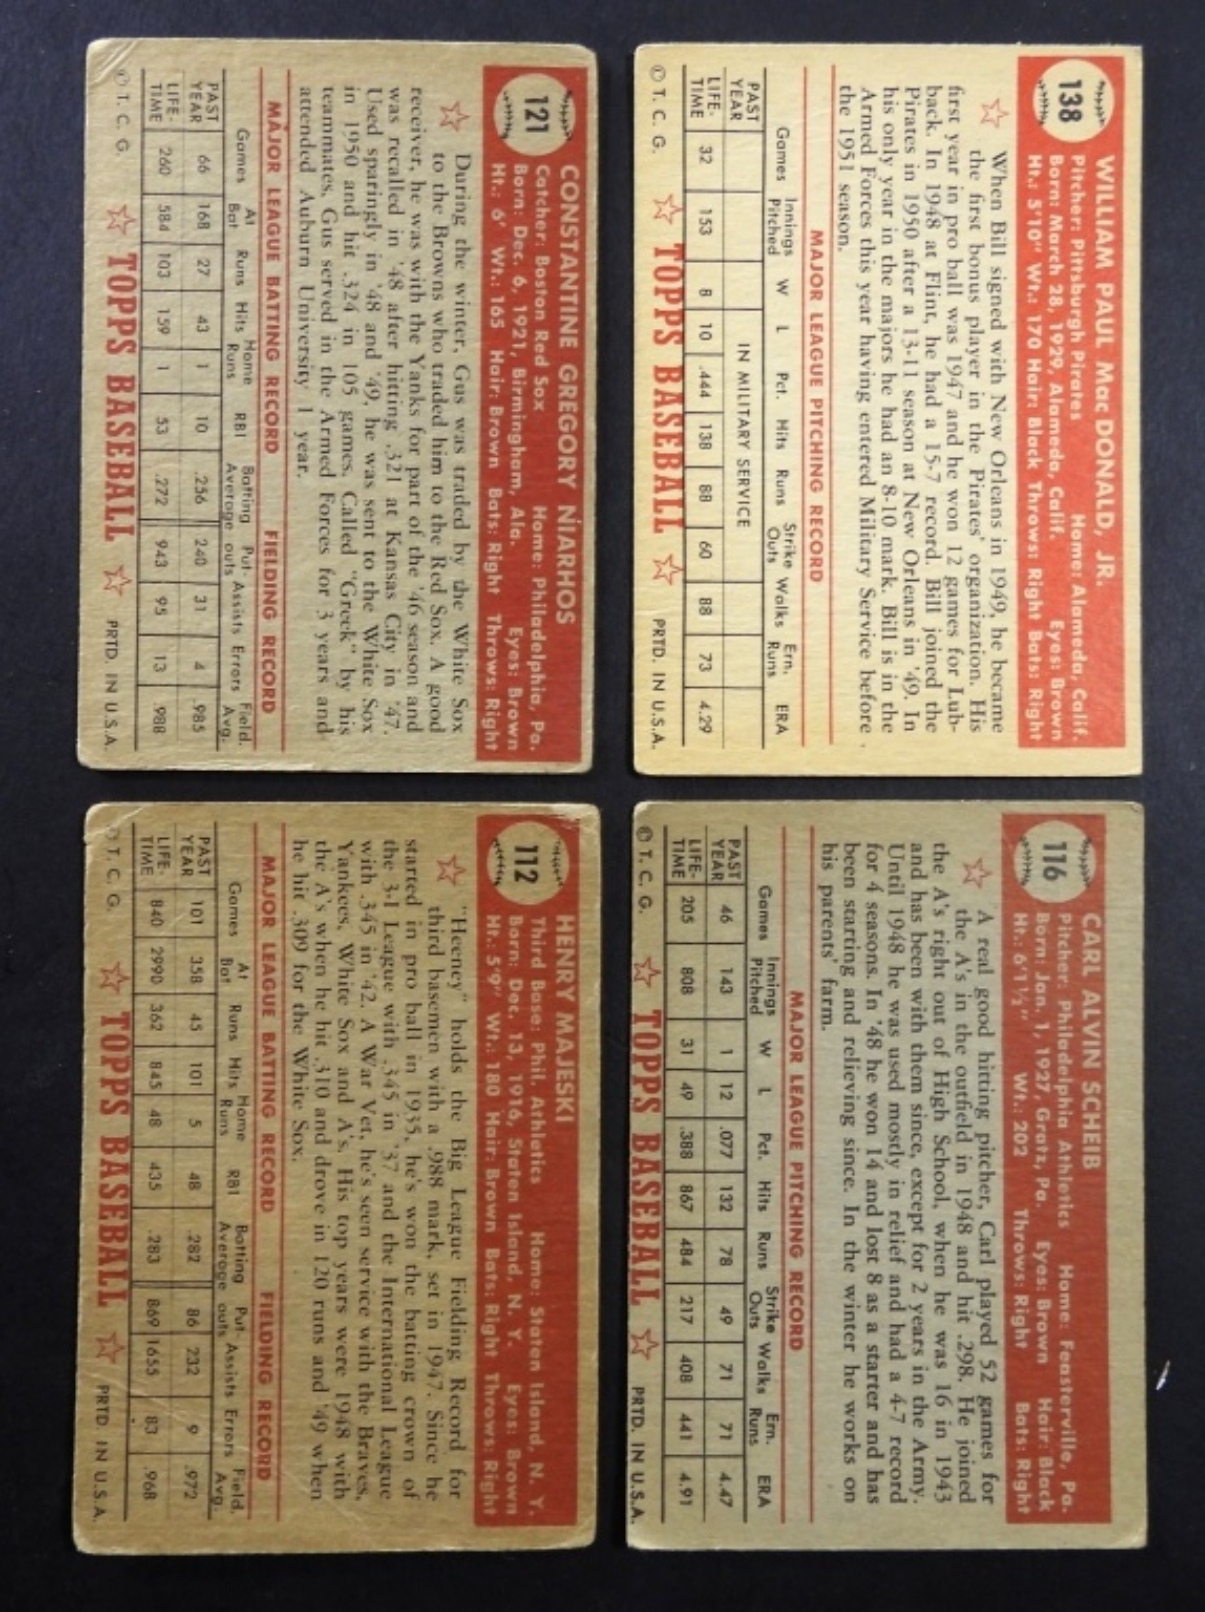 138
WILLIAM PAUL MacDONALD, JR.
Pitcher: Pittsburgh Pirates Home: Alameda, Calif.
Born: March 28, 1929, Alameda, Calif. Eyes: Brown
Ht.: 5'10" Wt.: 170 Hair: Black Throws: Right Bats: Right
When Bill signed with New Orleans in 1949, he became
the first bonus player in the Pirates' organization. His
first year in pro ball was 1947 and he won 12 games for Lub-
back. In 1948 at Flint, he had a 15-7 record. Bill joined the
Pirates in 1950 after a 13-11 season at New Orleans in '49. In
his only year in the majors he had an 8-10 mark. Bill is in the
Armed Forces this year having entered Military Service before
the 1951 season.
MAJOR LEAGUE PITCHING RECORD
Games Innings Pitched W L Pct. Hits Runs Strike Outs Walks Ern. Runs ERA
PAST YEAR IN MILITARY SERVICE
LIFE-TIME 32 153 8 10 .444 138 88 60 88 73 4.29
© T. C. G. TOPPS BASEBALL PRTD. IN U.S.A.
121
CONSTANTINE GREGORY NIARHOS
Catcher: Boston Red Sox Home: Philadelphia, Pa.
Born: Dec. 6, 1921, Birmingham, Ala. Eyes: Brown
Ht.: 6' Wt.: 165 Hair: Brown Bats: Right Throws: Right
During the winter, Gus was traded by the White Sox
to the Browns who traded him to the Red Sox. A good
receiver, he was with the Yanks for part of the '46 season and
was recalled in '48 after hitting .321 at Kansas City in '47.
Used sparingly in '48 and '49, he was sent to the White Sox
in 1950 and hit .324 in 105 games. Called "Greek" by his
teammates, Gus served in the Armed Forces for 3 years and
attended Auburn University 1 year.
MAJOR LEAGUE BATTING RECORD FIELDING RECORD
Games At Bat Runs Hits Home Runs RBI Batting Average Put-outs Assists Errors Field. Avg.
PAST YEAR 66 168 27 43 1 10 .256 240 31 4 .985
LIFE-TIME 260 584 103 159 1 53 .272 943 95 13 .988
© T. C. G. TOPPS BASEBALL PRTD. IN U.S.A.
116
CARL ALVIN SCHEIB
Pitcher: Philadelphia Athletics Home: Feasterville, Pa.
Born: Jan. 1, 1927, Gratz, Pa. Eyes: Brown Hair: Black
Ht.: 6'1½" Wt.: 202 Throws: Right Bats: Right
A real good hitting pitcher, Carl played 52 games for
the A's in the outfield in 1948 and hit .298. He joined
the A's right out of High School, when he was 16 in 1943
and has been with them since, except for 2 years in the Army.
Until 1948 he was used mostly in relief and had a 4-7 record
for 4 seasons. In '48 he won 14 and lost 8 as a starter and has
been starting and relieving since. In the winter he works on
his parents' farm.
MAJOR LEAGUE PITCHING RECORD
Games Innings Pitched W L Pct. Hits Runs Strike Outs Walks Ern. Runs ERA
PAST YEAR 46 143 1 12 .077 132 78 49 71 71 4.47
LIFE-TIME 205 808 31 49 .388 867 484 217 408 441 4.91
© T. C. G. TOPPS BASEBALL PRTD. IN U.S.A.
112
HENRY MAJESKI
Third Base: Phil. Athletics Home: Staten Island, N. Y.
Born: Dec. 13, 1916, Staten Island, N. Y. Eyes: Brown
Ht.: 5'9" Wt.: 180 Hair: Brown Bats: Right Throws: Right
"Heeney" holds the Big League Fielding Record for
third basemen with a .988 mark, set in 1947. Since he
started in pro ball in 1935, he's won the batting crown of
the 3-I League with .345 in '37 and the International League
with .345 in '42. A War Vet, he's seen service with the Braves,
Yankees, White Sox and A's. His top years were 1948 with
the A's when he hit .310 and drove in 120 runs and '49 when
he hit .309 for the White Sox.
MAJOR LEAGUE BATTING RECORD FIELDING RECORD
Games At Bat Runs Hits Home Runs RBI Batting Average Put-outs Assists Errors Field. Avg.
PAST YEAR 101 358 45 101 5 48 .282 86 232 9 .972
LIFE-TIME 840 2990 362 845 48 435 .283 869 1655 83 .968
© T. C. G. TOPPS BASEBALL PRTD. IN U.S.A.